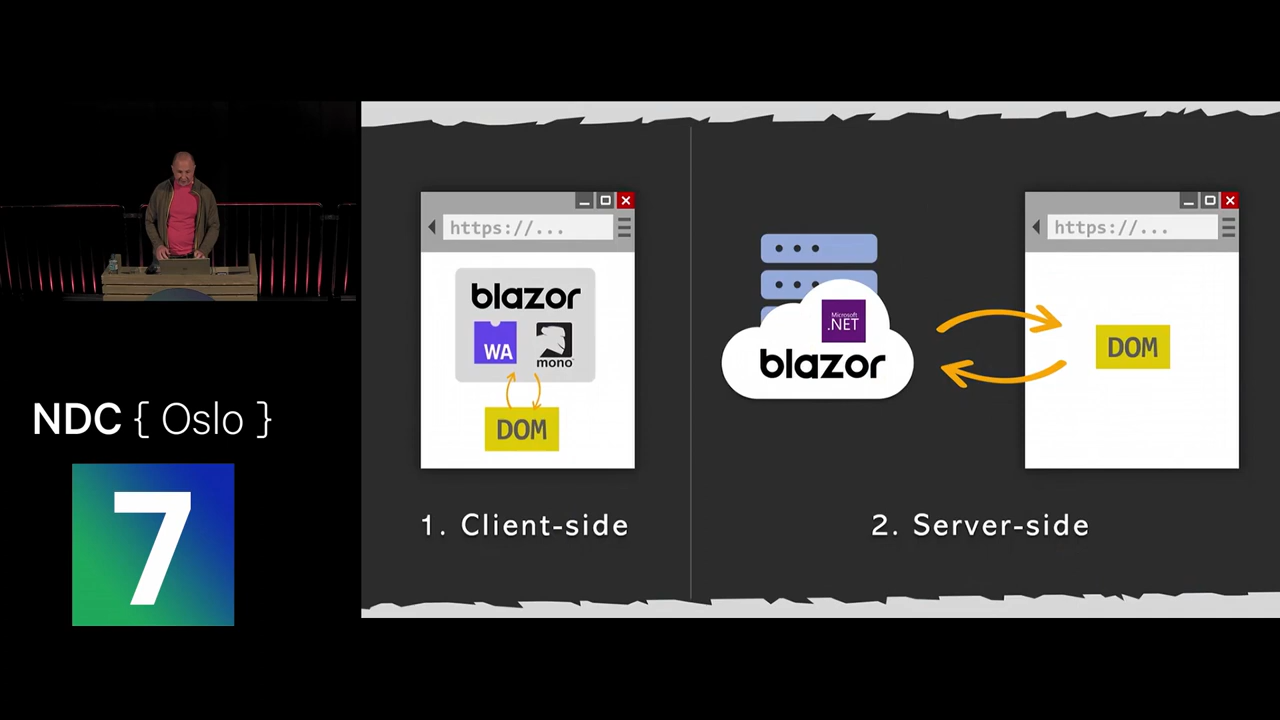 NDC { Oslo }
7
https://...
blazor
WA
mono
DOM
1. Client-side
Microsoft
.NET
blazor
https://...
DOM
2. Server-side